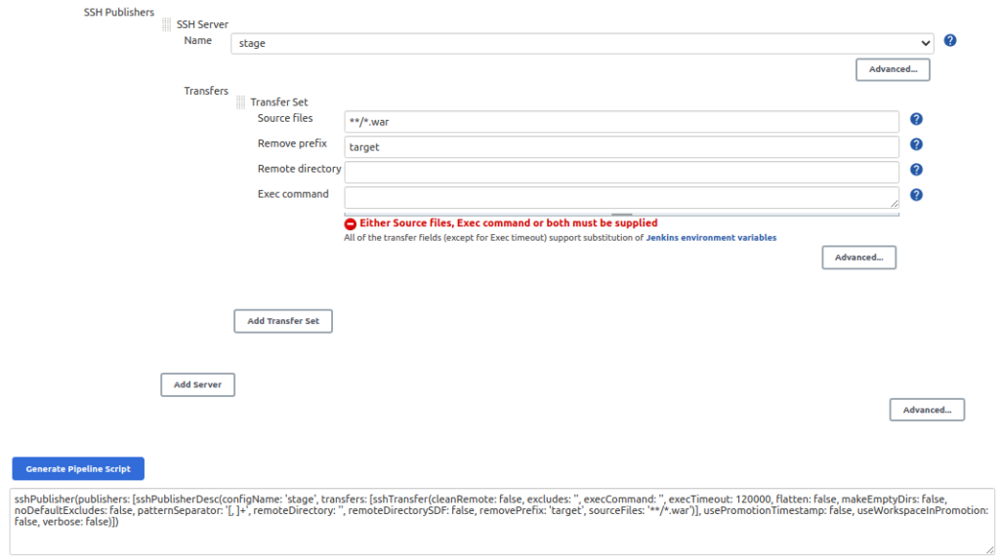 SSH Publishers
SSH Server
Name
stage
Advanced...
Transfers
Transfer Set
Source files
**/*.war
Remove prefix
target
Remote directory
Exec command
Either Source files, Exec command or both must be supplied
All of the transfer fields (except for Exec timeout) support substitution of Jenkins environment variables
Advanced...
Add Transfer Set
Add Server
Advanced...
Generate Pipeline Script
sshPublisher(publishers: [sshPublisherDesc(configName: 'stage', transfers: [sshTransfer(cleanRemote: false, excludes: '', execCommand: '', execTimeout: 120000, flatten: false, makeEmptyDirs: false,
noDefaultExcludes: false, patternSeparator: '[, ]+', remoteDirectory: '', remoteDirectorySDF: false, removePrefix: 'target', sourceFiles: '**/*.war')], usePromotionTimestamp: false, useWorkspaceInPromotion:
false, verbose: false)])